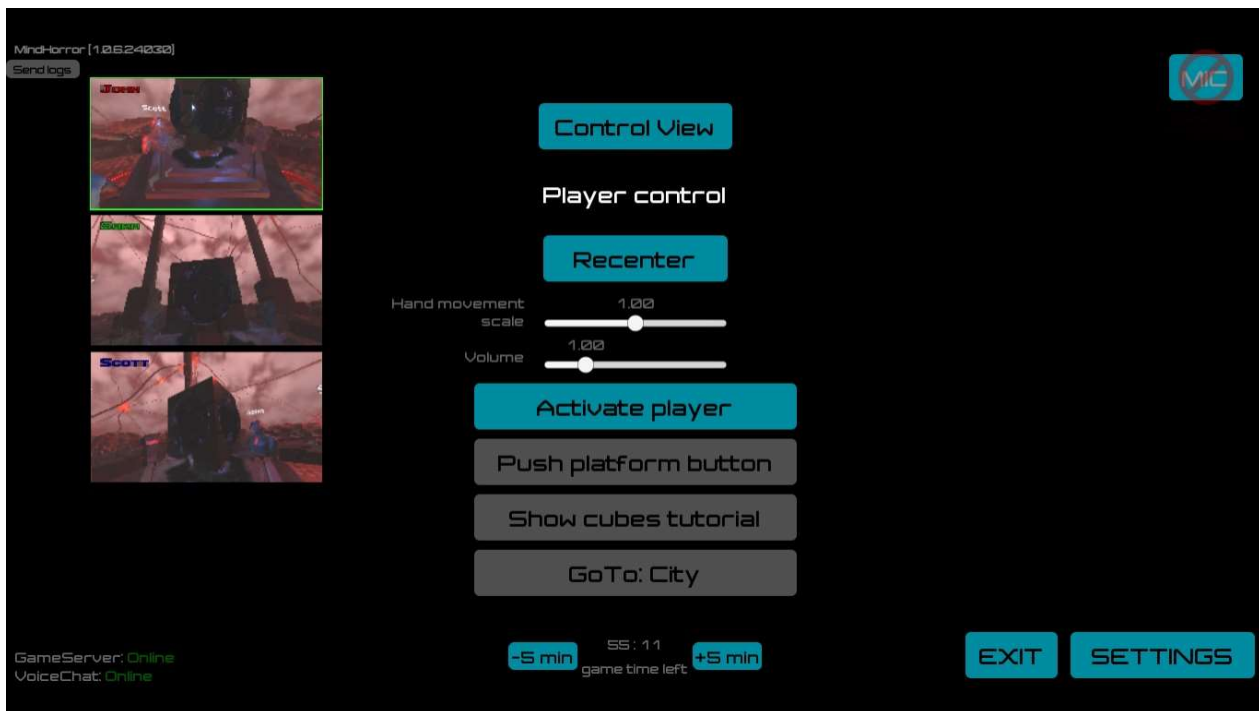 MindHorror [1.0.6.24030]
Send logs
MIC
John
Scott
Scott
Control View
Player control
Recenter
Hand movement scale
1.00
Volume
1.00
Activate player
Push platform button
Show cubes tutorial
GoTo: City
-5 min
55:11
game time left
+5 min
GameServer: Online
VoiceChat: Online
EXIT
SETTINGS